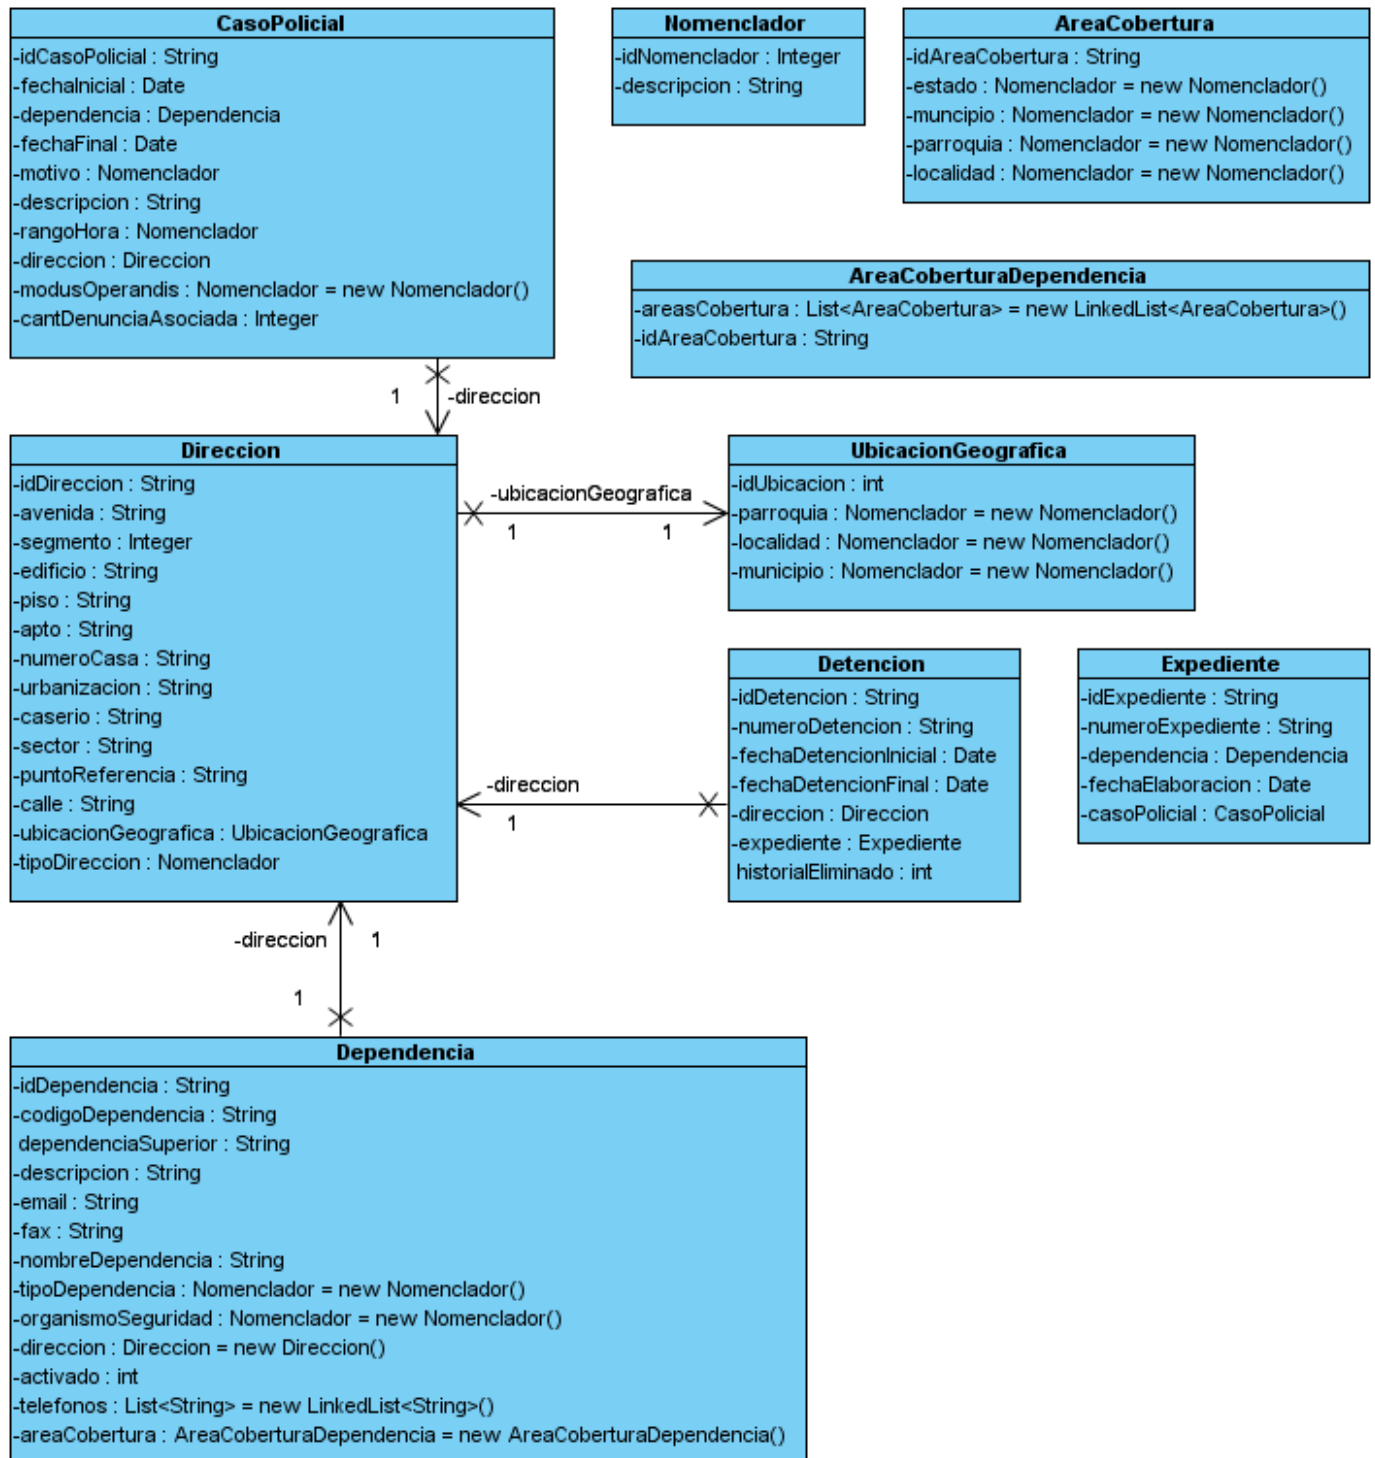 CasoPolicial
-idCasoPolicial : String
-fechaInicial : Date
-dependencia : Dependencia
-fechaFinal : Date
-motivo : Nomenclador
-descripcion : String
-rangoHora : Nomenclador
-direccion : Direccion
-modusOperandis : Nomenclador = new Nomenclador()
-cantDenunciaAsociada : Integer
Nomenclador
-idNomenclador : Integer
-descripcion : String
AreaCobertura
-idAreaCobertura : String
-estado : Nomenclador = new Nomenclador()
-muncipio : Nomenclador = new Nomenclador()
-parroquia : Nomenclador = new Nomenclador()
-localidad : Nomenclador = new Nomenclador()
AreaCoberturaDependencia
-areasCobertura : List<AreaCobertura> = new LinkedList<AreaCobertura>()
-idAreaCobertura : String
1 -direccion
Direccion
-idDireccion : String
-avenida : String
-segmento : Integer
-edificio : String
-piso : String
-apto : String
-numeroCasa : String
-urbanizacion : String
-caserio : String
-sector : String
-puntoReferencia : String
-calle : String
-ubicacionGeografica : UbicacionGeografica
-tipoDireccion : Nomenclador
-ubicacionGeografica
1 1
UbicacionGeografica
-idUbicacion : int
-parroquia : Nomenclador = new Nomenclador()
-localidad : Nomenclador = new Nomenclador()
-municipio : Nomenclador = new Nomenclador()
-direccion
1
Detencion
-idDetencion : String
-numeroDetencion : String
-fechaDetencionInicial : Date
-fechaDetencionFinal : Date
-direccion : Direccion
-expediente : Expediente
historialEliminado : int
Expediente
-idExpediente : String
-numeroExpediente : String
-dependencia : Dependencia
-fechaElaboracion : Date
-casoPolicial : CasoPolicial
-direccion 1
1
Dependencia
-idDependencia : String
-codigoDependencia : String
dependenciaSuperior : String
-descripcion : String
-email : String
-fax : String
-nombreDependencia : String
-tipoDependencia : Nomenclador = new Nomenclador()
-organismoSeguridad : Nomenclador = new Nomenclador()
-direccion : Direccion = new Direccion()
-activado : int
-telefonos : List<String> = new LinkedList<String>()
-areaCobertura : AreaCoberturaDependencia = new AreaCoberturaDependencia()